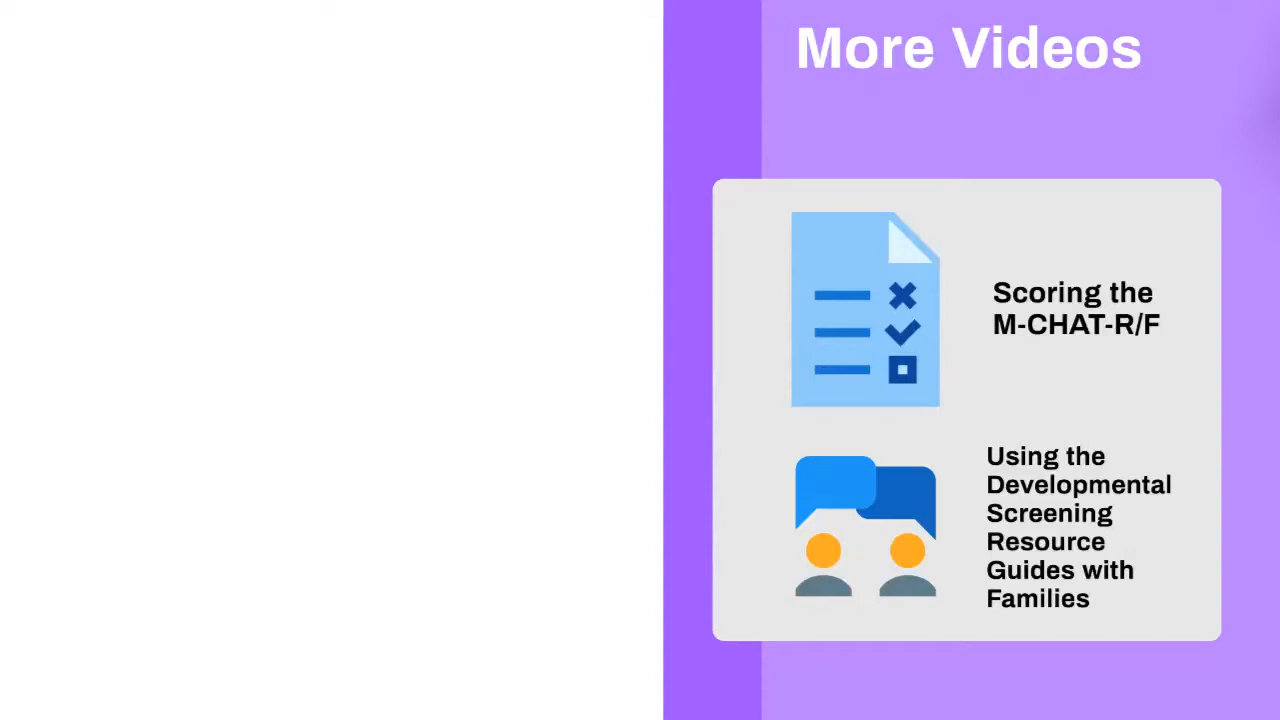 More Videos
Scoring the
M-CHAT-R/F
Using the
Developmental
Screening
Resource
Guides with
Families